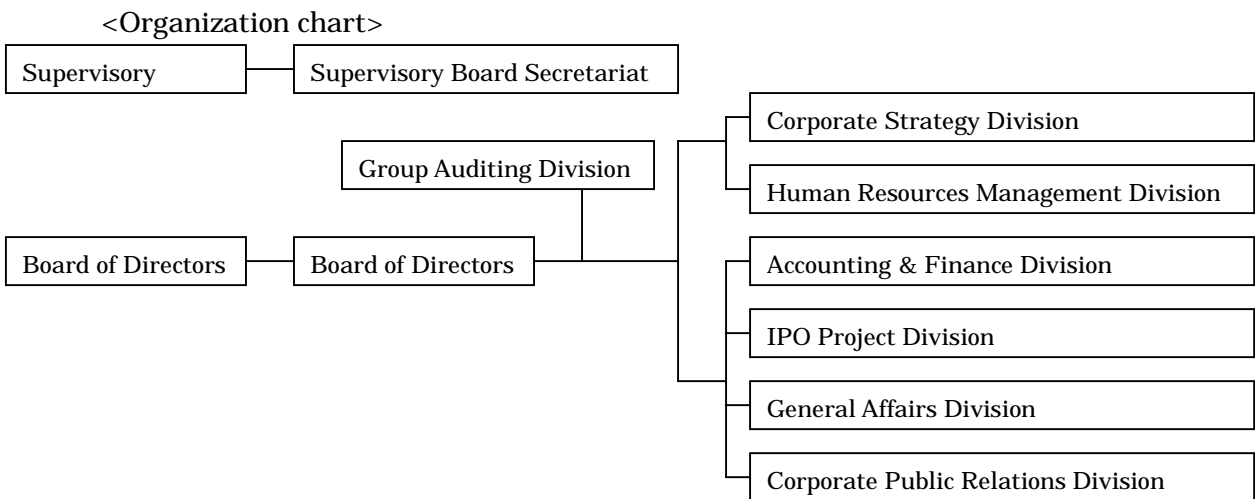 <Organization chart>
Supervisory
Supervisory Board Secretariat
Corporate Strategy Division
Group Auditing Division
Human Resources Management Division
Board of Directors
Board of Directors
Accounting & Finance Division
IPO Project Division
General Affairs Division
Corporate Public Relations Division